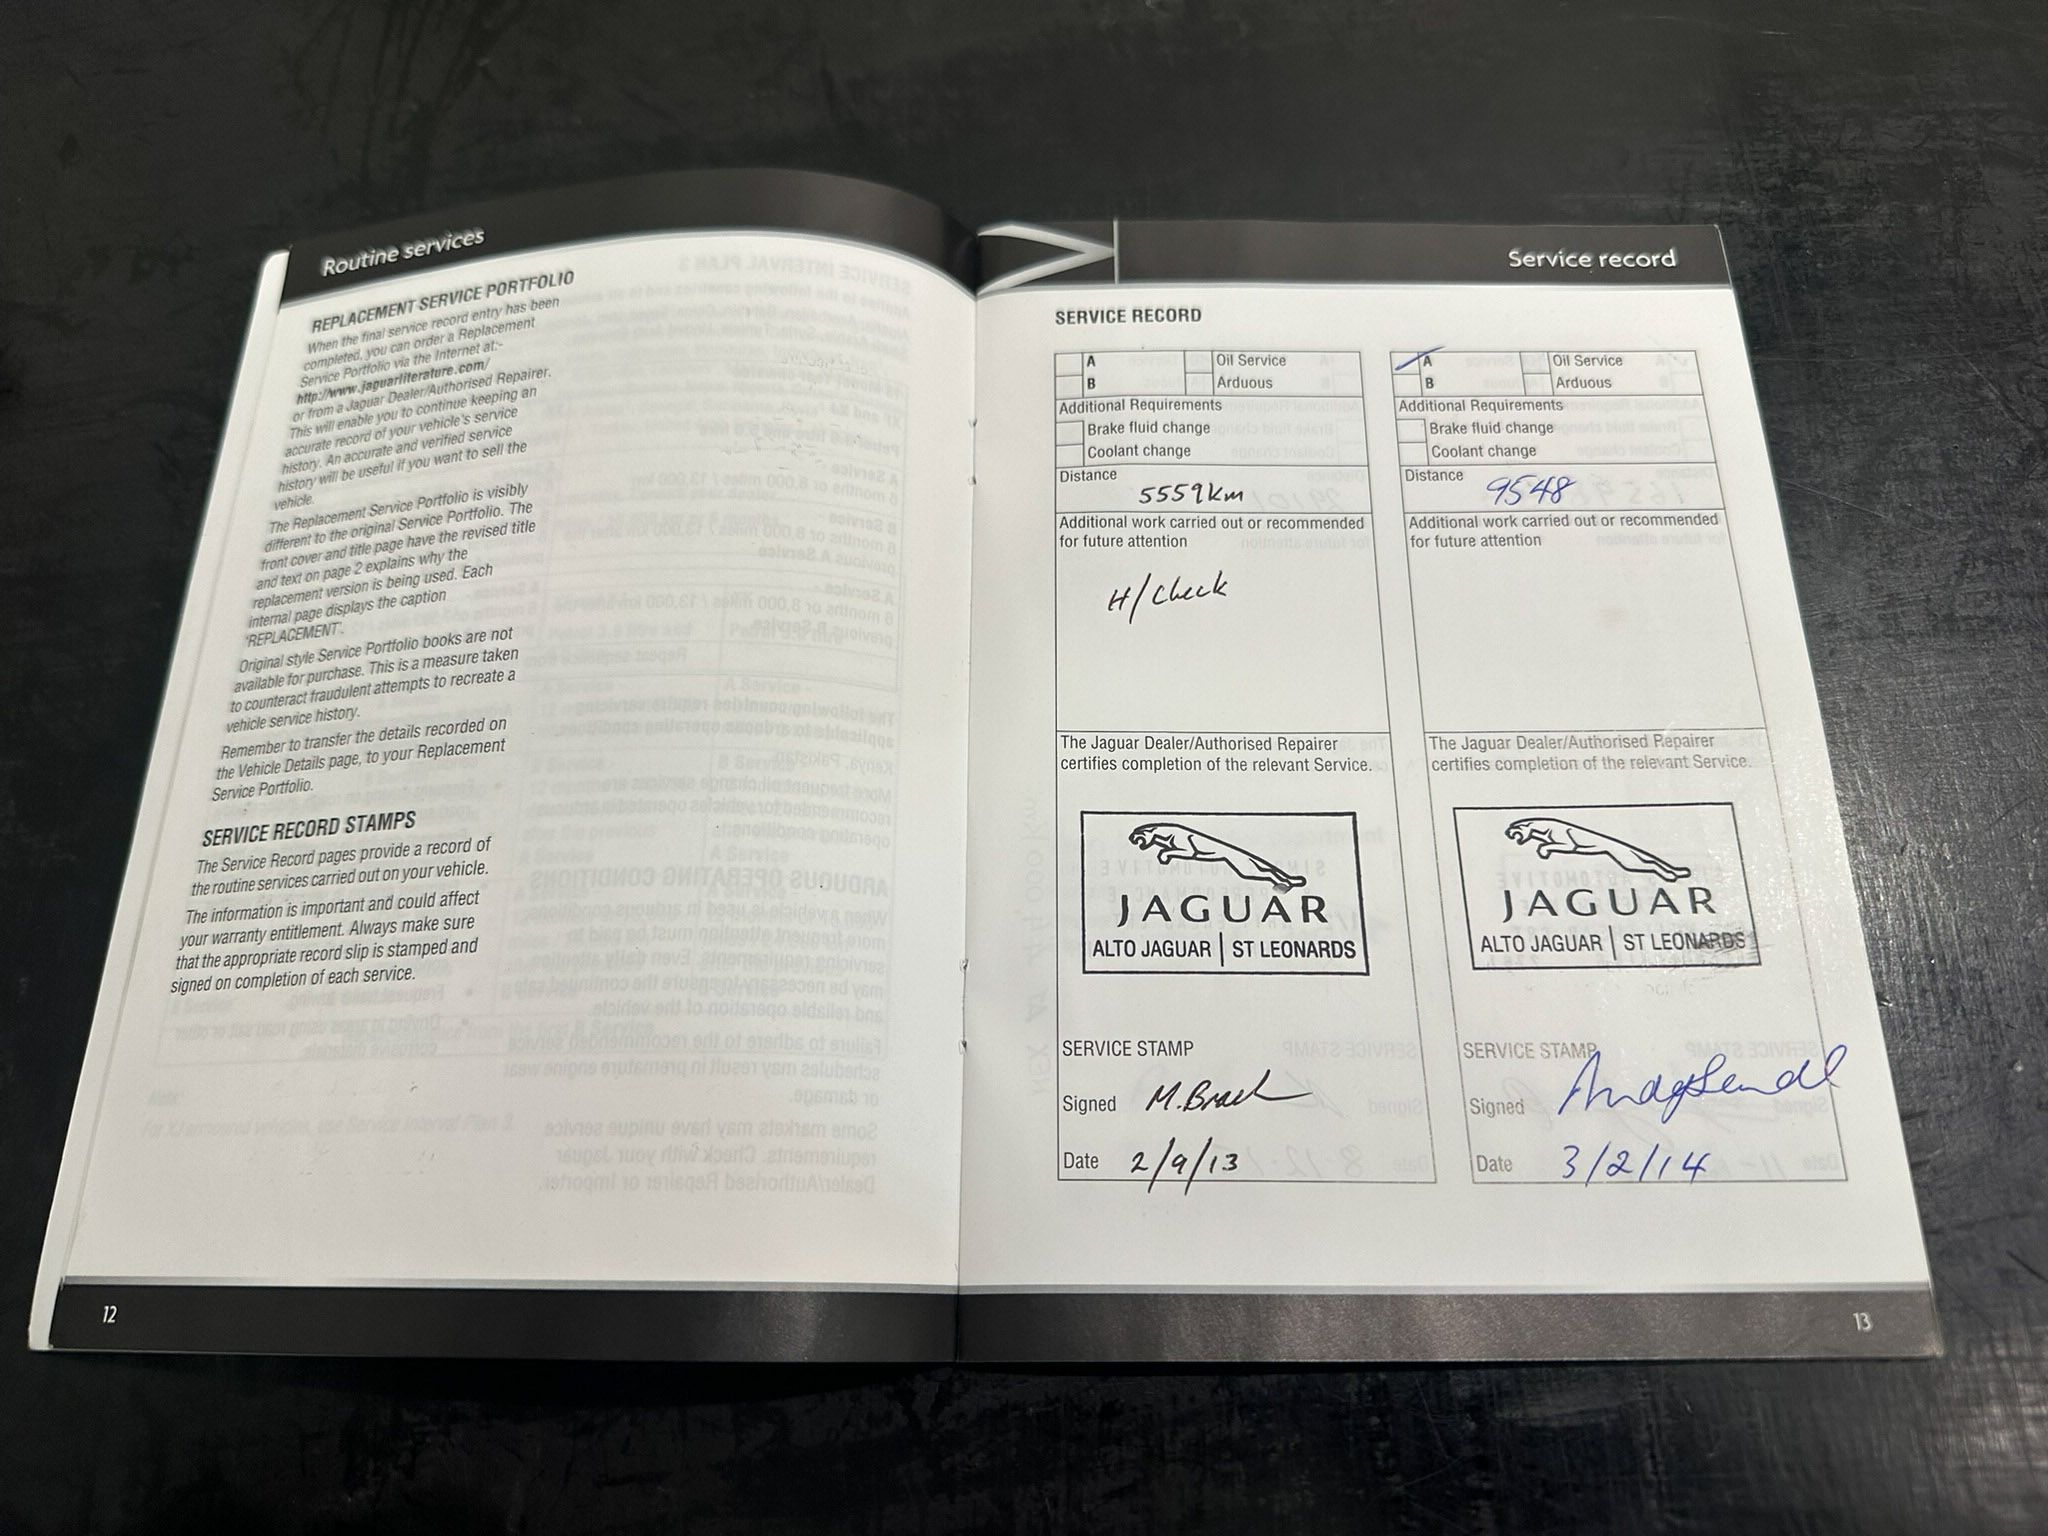 Routine services
REPLACEMENT SERVICE PORTFOLIO
When the final service record entry has been
completed, you can order a Replacement
Service Portfolio via the Internet at:-
http://www.jaguarliterature.com/
or from a Jaguar Dealer/Authorised Repairer.
This will enable you to continue keeping an
accurate record of your vehicle's service
history. An accurate and verified service
history will be useful if you want to sell the
vehicle.
The Replacement Service Portfolio is visibly
different to the original Service Portfolio. The
front cover and title page have the revised title
and text on page 2 explains why the
replacement version is being used. Each
internal page displays the caption
'REPLACEMENT'.
Original style Service Portfolio books are not
available for purchase. This is a measure taken
to counteract fraudulent attempts to recreate a
vehicle service history.
Remember to transfer the details recorded on
the Vehicle Details page, to your Replacement
Service Portfolio.
SERVICE RECORD STAMPS
The Service Record pages provide a record of
the routine services carried out on your vehicle.
The information is important and could affect
your warranty entitlement. Always make sure
that the appropriate record slip is stamped and
signed on completion of each service.
12
Service record
SERVICE RECORD
A Oil Service
B Arduous
Additional Requirements
Brake fluid change
Coolant change
Distance
5559km
Additional work carried out or recommended
for future attention
H/Check
The Jaguar Dealer/Authorised Repairer
certifies completion of the relevant Service.
JAGUAR
ALTO JAGUAR | ST LEONARDS
SERVICE STAMP
Signed
Date 2/9/13
A Oil Service
B Arduous
Additional Requirements
Brake fluid change
Coolant change
Distance
9548
Additional work carried out or recommended
for future attention
The Jaguar Dealer/Authorised Repairer
certifies completion of the relevant Service.
JAGUAR
ALTO JAGUAR | ST LEONARDS
SERVICE STAMP
Signed
Date 3/2/14
13